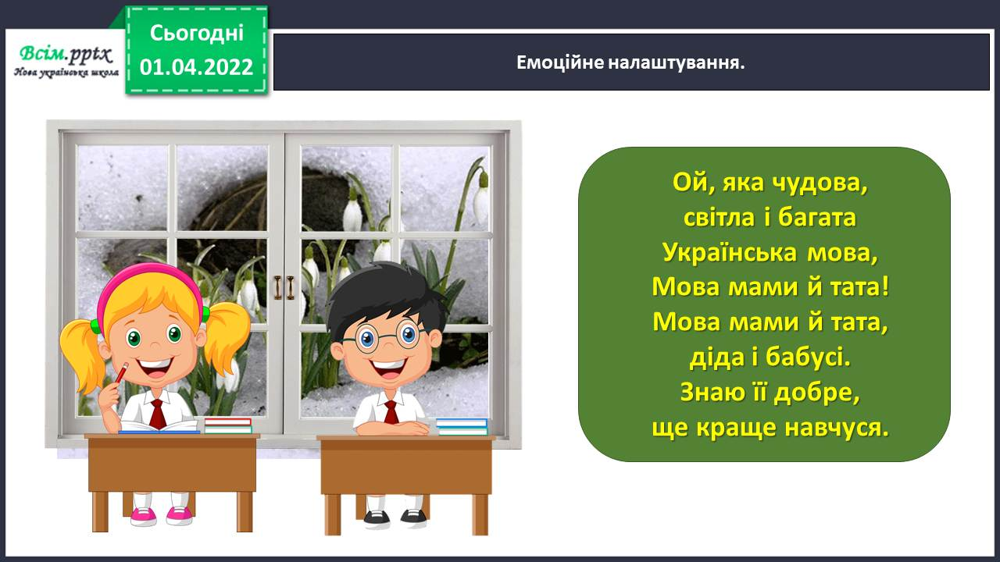 Всім.pptx
Нова українська школа
Сьогодні
01.04.2022
Емоційне налаштування.
Ой, яка чудова,
світла і багата
Українська мова,
Мова мами й тата!
Мова мами й тата,
діда і бабусі.
Знаю її добре,
ще краще навчуся.